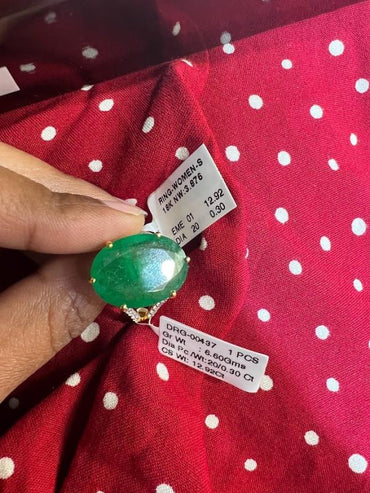 RING-WOMEN-S
18K NW:3.876
EME 01 12.92
DIA 20 0.30
DRG-00437 1 PCS
Gr Wt : 6.60Gms
Dia Pc/Wt:20/0.30 Ct
CS Wt: 12.92Ct